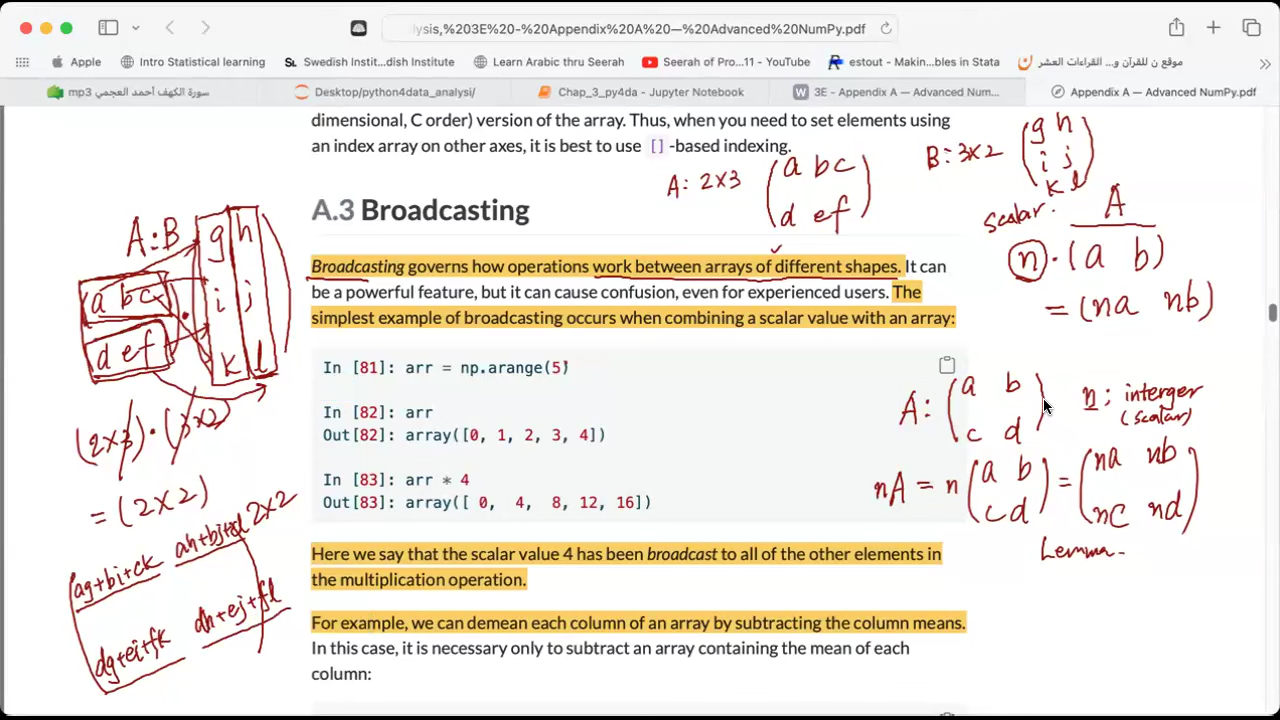 lysis,%203E%20-%20Appendix%20A%20—%20Advanced%20NumPy.pdf
Apple
Intro Statistical learning
SL Swedish Instit...dish Institute
Learn Arabic thru Seerah
Seerah of Pro...11 - YouTube
estout - Makin...bles in Stata
موقع ن للقرآن و... القراءات العشر
سورة الكهف أحمد العجمي mp3
Desktop/python4data_analysi/
Chap_3_py4da - Jupyter Notebook
W 3E - Appendix A — Advanced Num...
Appendix A — Advanced NumPy.pdf
dimensional, C order) version of the array. Thus, when you need to set elements using
an index array on other axes, it is best to use [] -based indexing.
A: 2x3
a b c
d e f
B: 3x2
g h
i j
k l
A.3 Broadcasting
Broadcasting governs how operations work between arrays of different shapes. It can
be a powerful feature, but it can cause confusion, even for experienced users. The
simplest example of broadcasting occurs when combining a scalar value with an array:
In [81]: arr = np.arange(5)
In [82]: arr
Out[82]: array([0, 1, 2, 3, 4])
In [83]: arr * 4
Out[83]: array([ 0, 4, 8, 12, 16])
Here we say that the scalar value 4 has been broadcast to all of the other elements in
the multiplication operation.
For example, we can demean each column of an array by subtracting the column means.
In this case, it is necessary only to subtract an array containing the mean of each
column:
A:B
a b c
d e f
g h
i j
k l
(2x3)·(3x2)
= (2x2)
2x2
ag+bi+ck ah+bj+cl
dg+ei+fk dh+ej+fl
scalar. A
n·(a b)
= (na nb)
A: (a b
c d)
n: interger
(scalar)
nA = n (a b = (na nb
c d) nc nd)
Lemma-